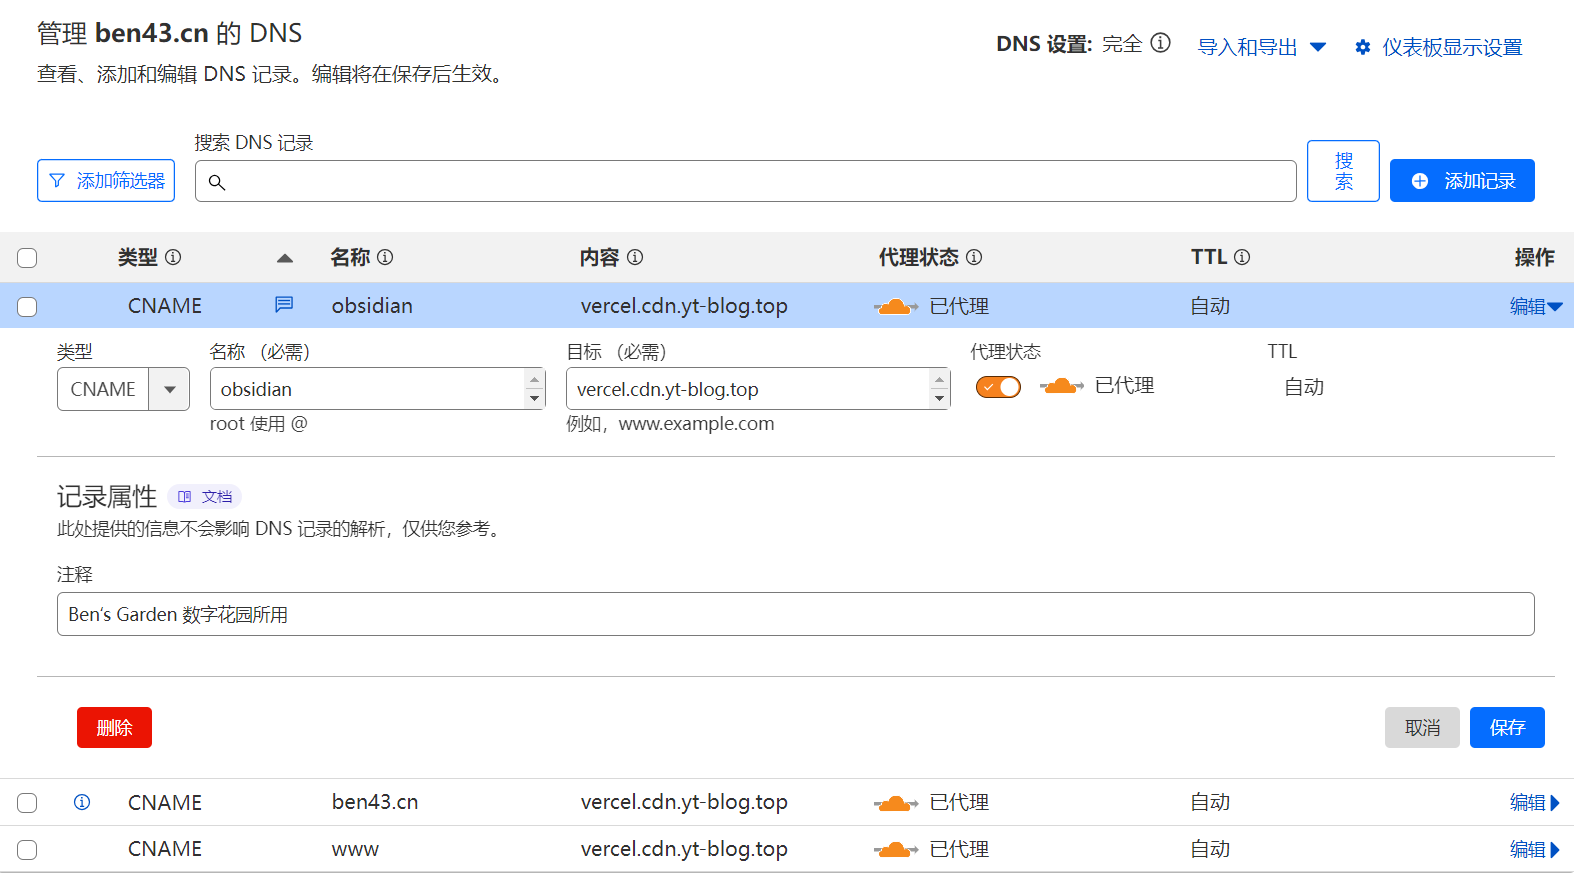 管理 ben43.cn 的 DNS
查看、添加和编辑 DNS 记录。编辑将在保存后生效。
DNS 设置: 完全
导入和导出
仪表板显示设置
搜索 DNS 记录
添加筛选器
搜
索
添加记录
类型 名称 内容 代理状态 TTL 操作
CNAME obsidian vercel.cdn.yt-blog.top 已代理 自动 编辑
类型 名称 （必需） 目标 （必需） 代理状态 TTL
CNAME obsidian vercel.cdn.yt-blog.top 已代理 自动
root 使用 @ 例如，www.example.com
记录属性 文档
此处提供的信息不会影响 DNS 记录的解析，仅供您参考。
注释
Ben‘s Garden 数字花园所用
删除 取消 保存
CNAME ben43.cn vercel.cdn.yt-blog.top 已代理 自动 编辑
CNAME www vercel.cdn.yt-blog.top 已代理 自动 编辑